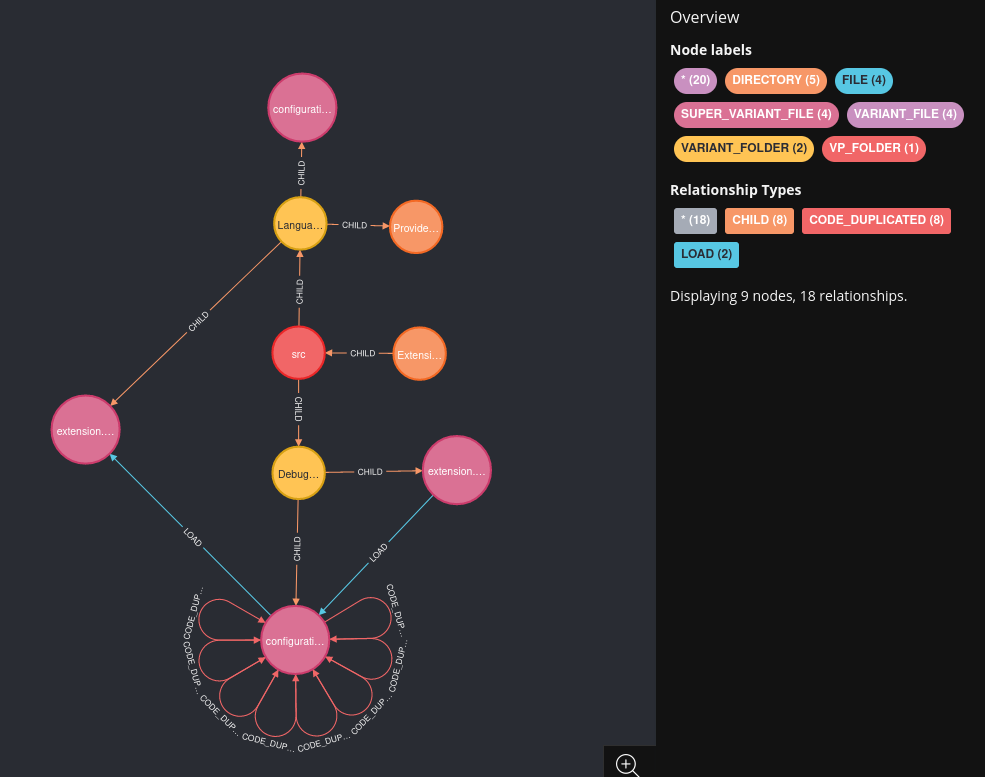 configurati...
CHILD
Langua...
CHILD
Provide...
CHILD
CHILD
src
CHILD
Extensi...
CHILD
extension....
Debug...
CHILD
extension....
LOAD
CHILD
LOAD
configurati...
CODE_DUP...
CODE_DUP...
CODE_DUP...
CODE_DUP...
CODE_DUP...
CODE_DUP...
CODE_DUP...
CODE_DUP...
Overview
Node labels
* (20) DIRECTORY (5) FILE (4)
SUPER_VARIANT_FILE (4) VARIANT_FILE (4)
VARIANT_FOLDER (2) VP_FOLDER (1)
Relationship Types
* (18) CHILD (8) CODE_DUPLICATED (8)
LOAD (2)
Displaying 9 nodes, 18 relationships.